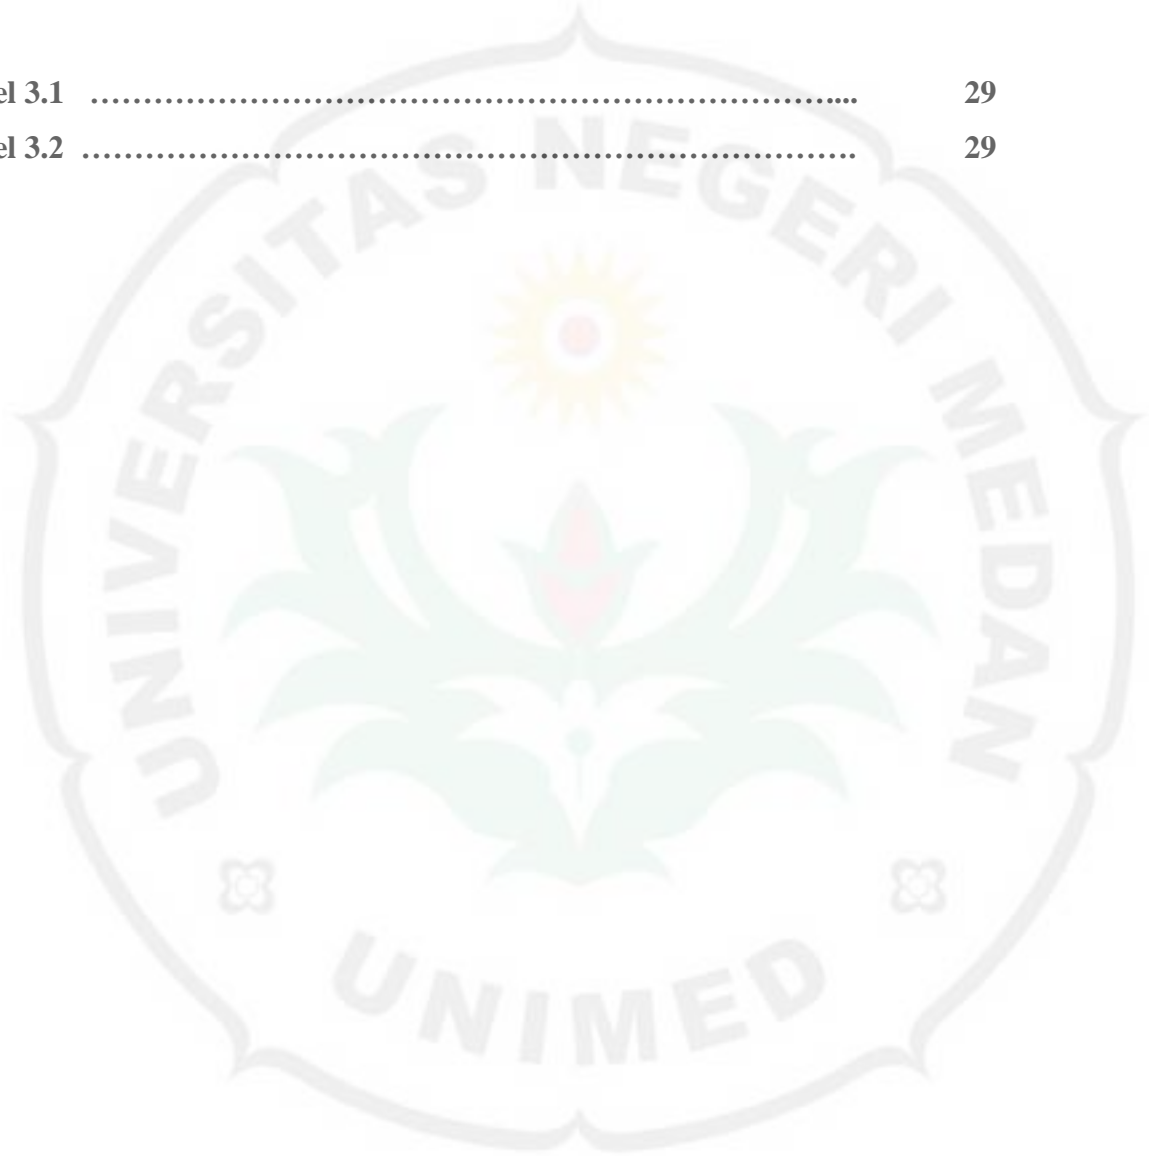 el 3.1 ………………………………………………………………... 29
el 3.2 ………………………………………………………………. 29
UNIVERSITAS NEGERI MEDAN
UNIMED